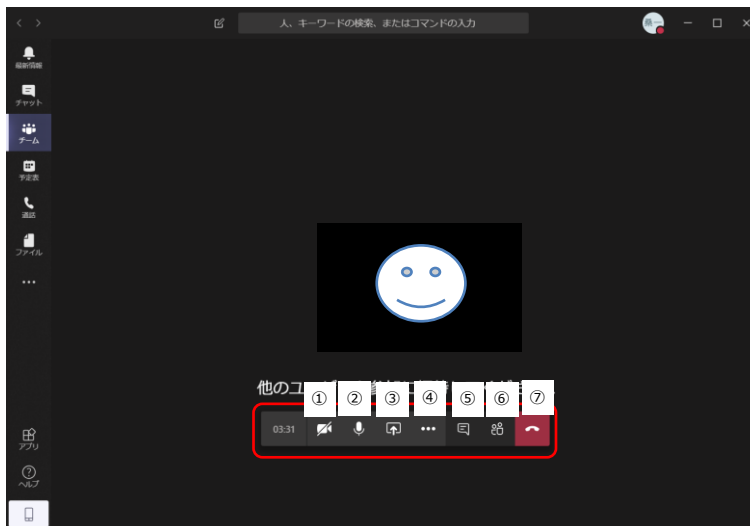 人、キーワードの検索、またはコマンドの入力
最新情報
チャット
チーム
予定表
通話
ファイル
他のユ
① ② ③ ④ ⑤ ⑥ ⑦
03:31
アプリ
ヘルプ